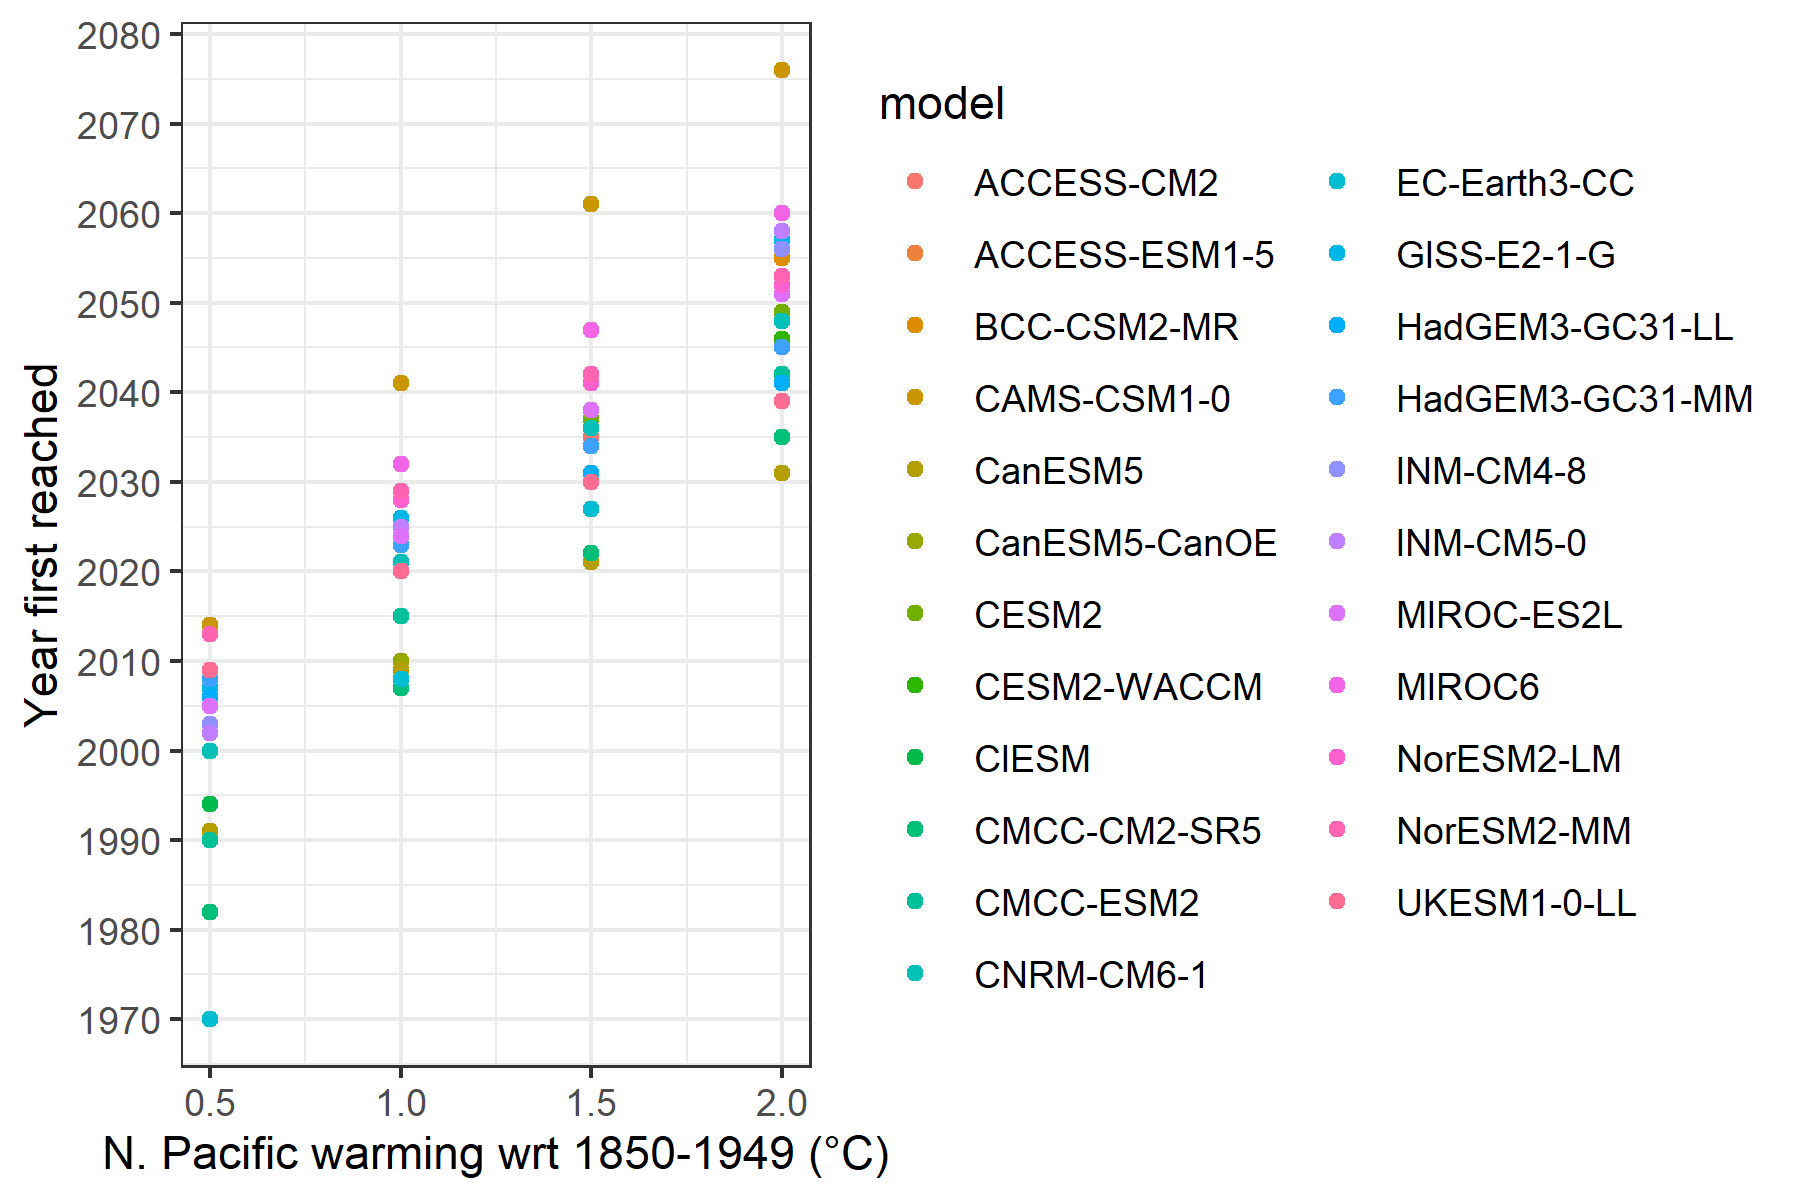 2080
2070
2060
2050
2040
2030
2020
2010
2000
1990
1980
1970
Year first reached
0.5 1.0 1.5 2.0
N. Pacific warming wrt 1850-1949 (°C)
model
ACCESS-CM2
ACCESS-ESM1-5
BCC-CSM2-MR
CAMS-CSM1-0
CanESM5
CanESM5-CanOE
CESM2
CESM2-WACCM
CIESM
CMCC-CM2-SR5
CMCC-ESM2
CNRM-CM6-1
EC-Earth3-CC
GISS-E2-1-G
HadGEM3-GC31-LL
HadGEM3-GC31-MM
INM-CM4-8
INM-CM5-0
MIROC-ES2L
MIROC6
NorESM2-LM
NorESM2-MM
UKESM1-0-LL